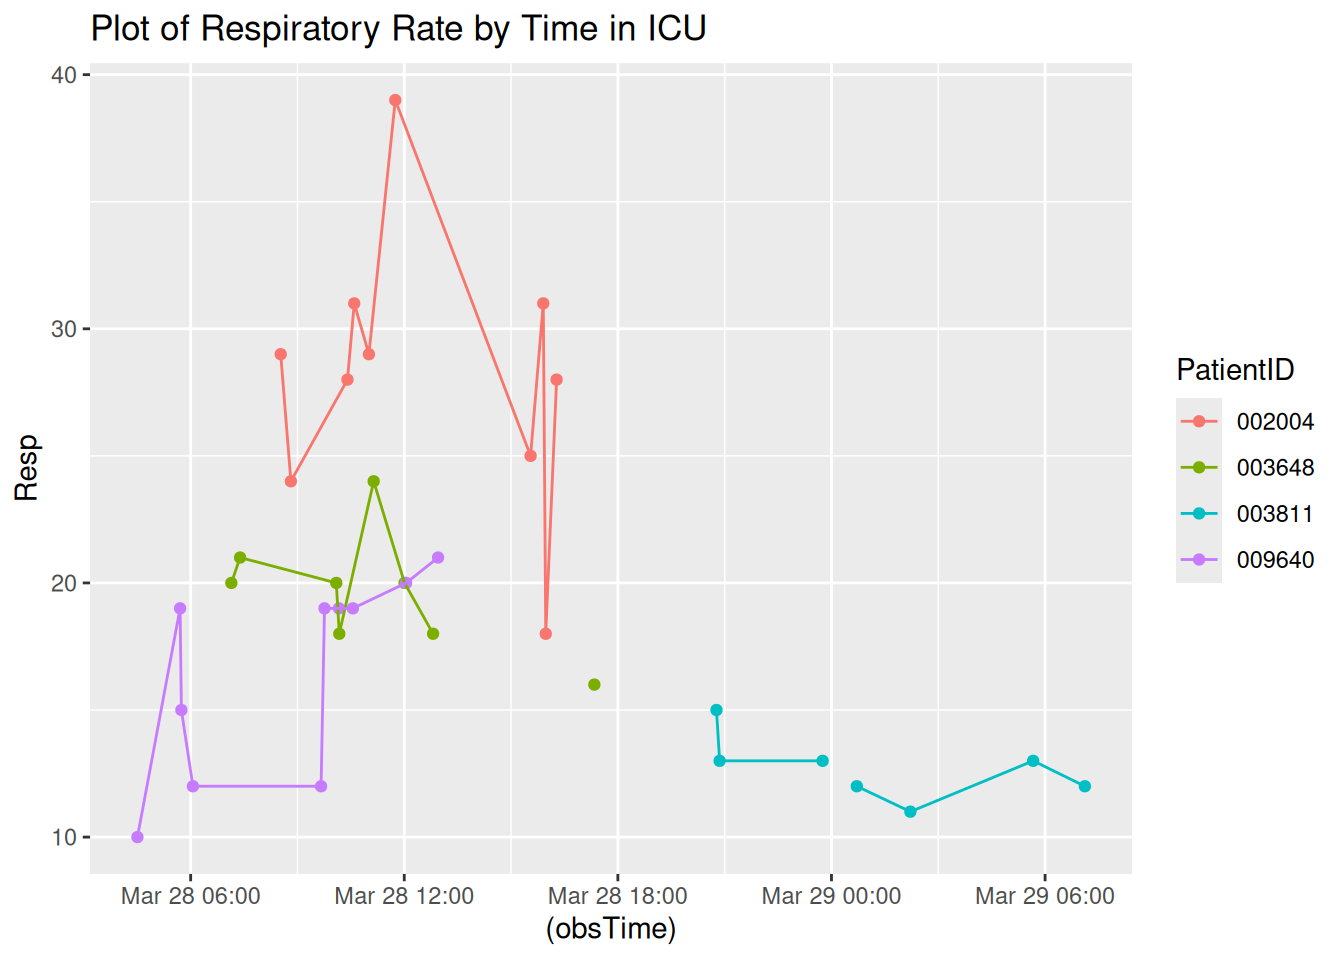 Plot of Respiratory Rate by Time in ICU
40
30
20
10
Resp
Mar 28 06:00 Mar 28 12:00 Mar 28 18:00 Mar 29 00:00 Mar 29 06:00
(obsTime)
PatientID
002004
003648
003811
009640